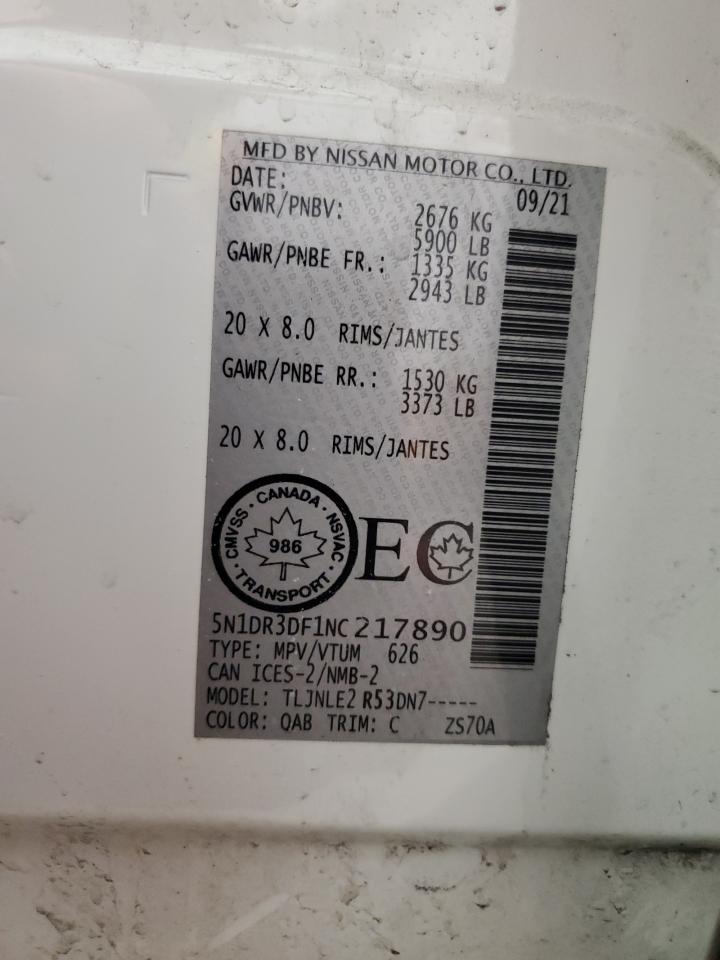 MFD BY NISSAN MOTOR CO., LTD.
DATE: 09/21
GVWR/PNBV: 2676 KG
5900 LB
GAWR/PNBE FR.: 1335 KG
2943 LB
20 X 8.0 RIMS/JANTES
GAWR/PNBE RR.: 1530 KG
3373 LB
20 X 8.0 RIMS/JANTES
CMVSS · CANADA · NSVAC · TRANSPORT ·
986
EC
5N1DR3DF1NC217890
TYPE: MPV/VTUM 626
CAN ICES-2/NMB-2
MODEL: TLJNLE2 R53DN7-----
COLOR: QAB TRIM: C ZS70A